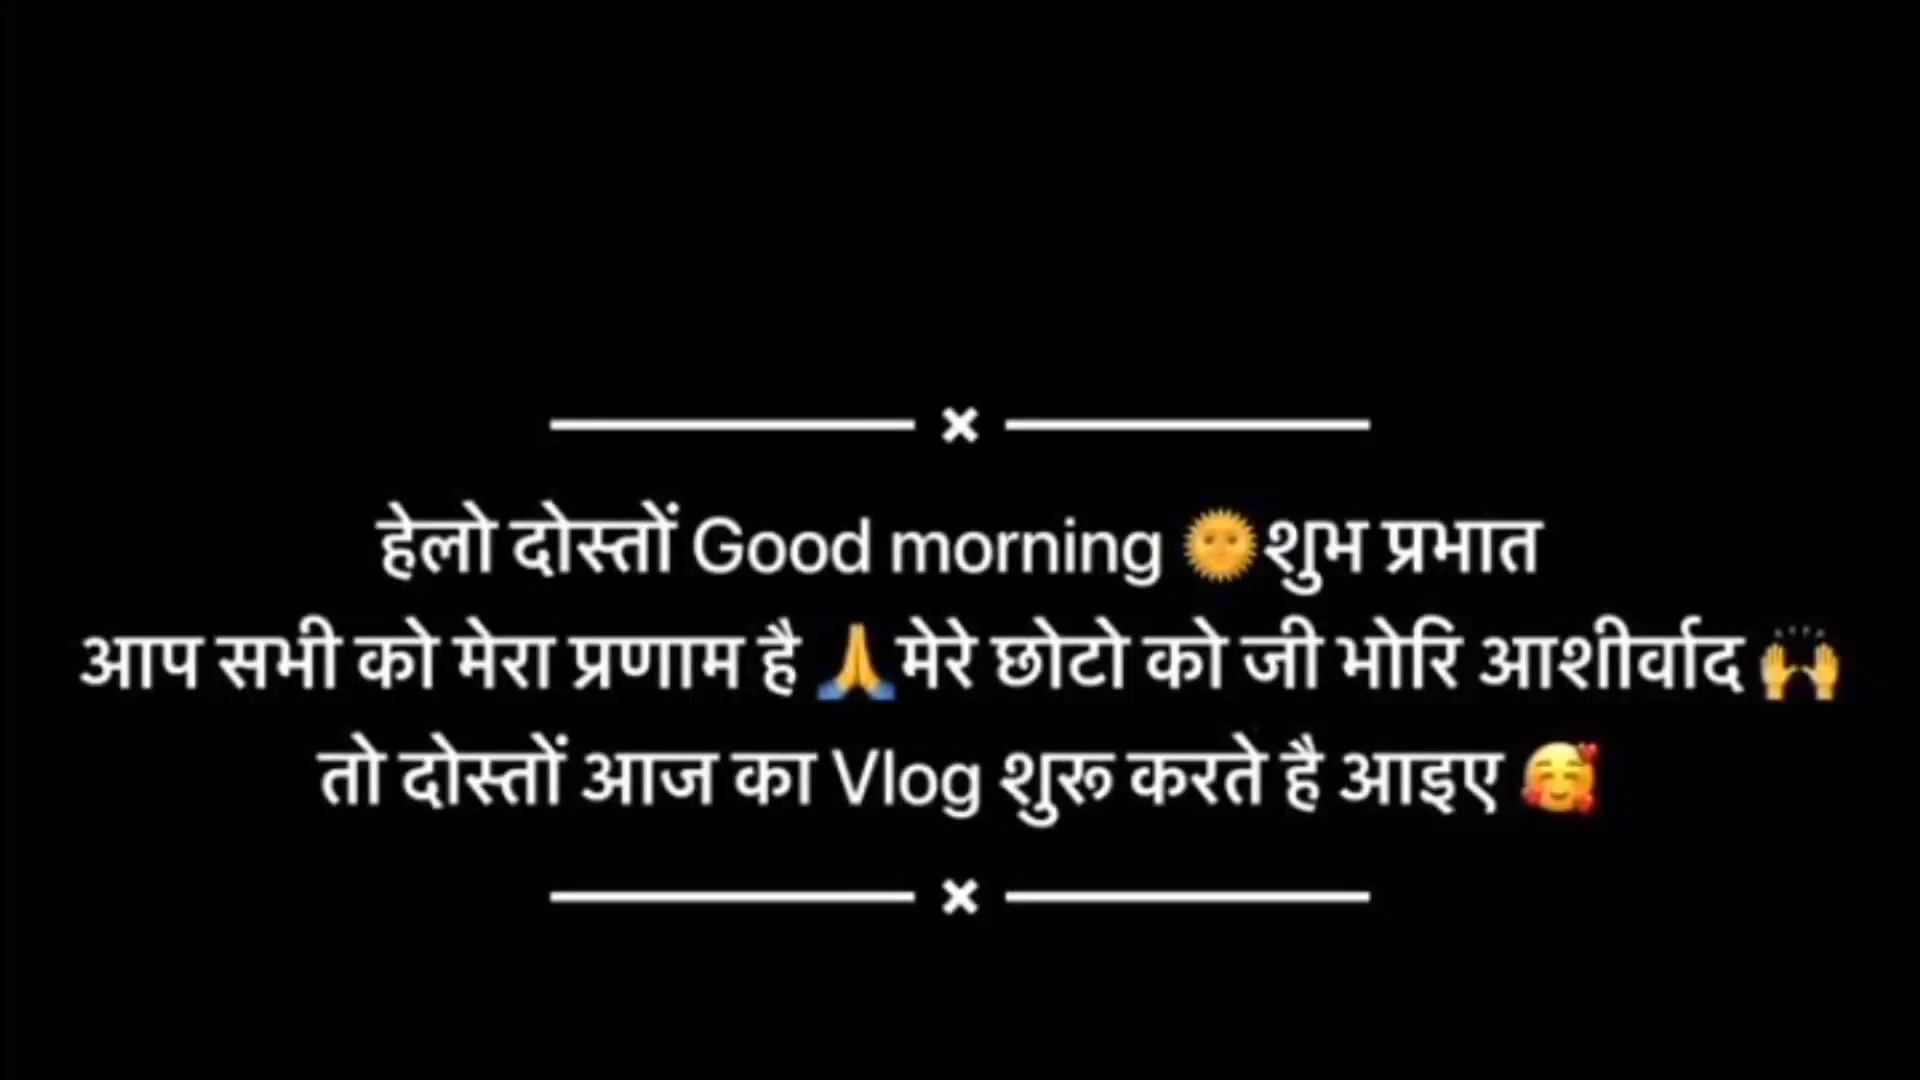 हेलो दोस्तों Good morning 🌞शुभ प्रभात
आप सभी को मेरा प्रणाम है 🙏मेरे छोटो को जी भोरि आशीर्वाद 🙌
तो दोस्तों आज का Vlog शुरू करते है आइए 🥰